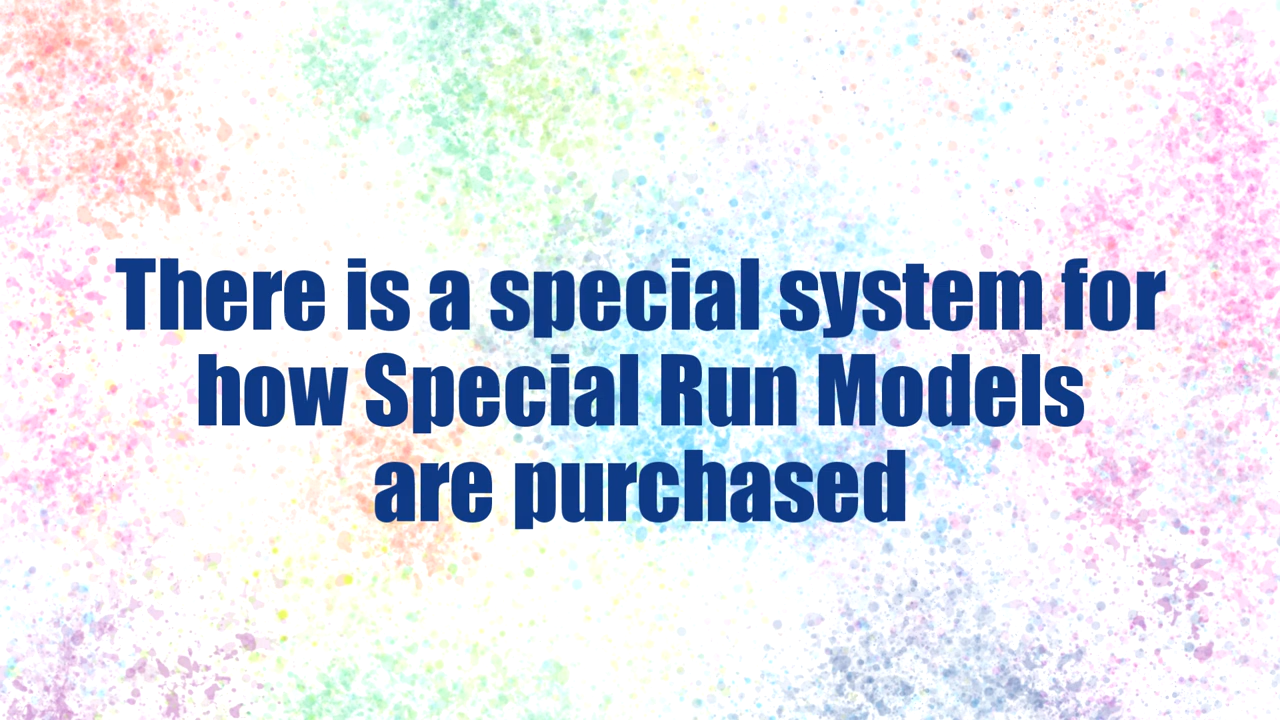 There is a special system for
how Special Run Models
are purchased